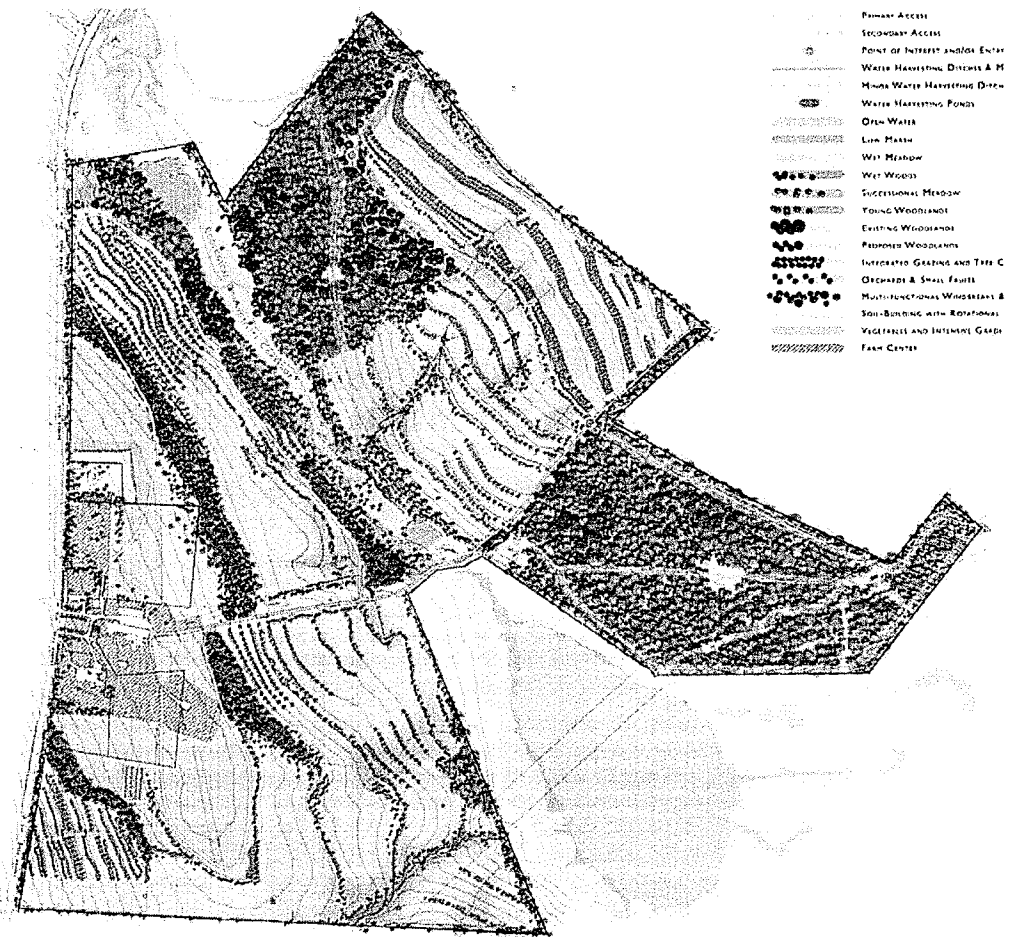 PRIMARY ACCESS
SECONDARY ACCESS
POINT OF INTEREST AND/OR ENTRY
WATER HARVESTING DITCHES & M
MINOR WATER HARVESTING DITCH
WATER HARVESTING PONDS
OPEN WATER
LOW MARSH
WET MEADOW
WET WOODS
SUCCESSIONAL MEADOW
YOUNG WOODLANDS
EXISTING WOODLANDS
PROPOSED WOODLANDS
INTEGRATED GRAZING AND TREE C
ORCHARDS & SMALL FRUITS
MULTI-FUNCTIONAL WINDBREAKS &
SOIL-BUILDING WITH ROTATIONAL
VEGETABLES AND INTENSIVE GARDE
FARM CENTER